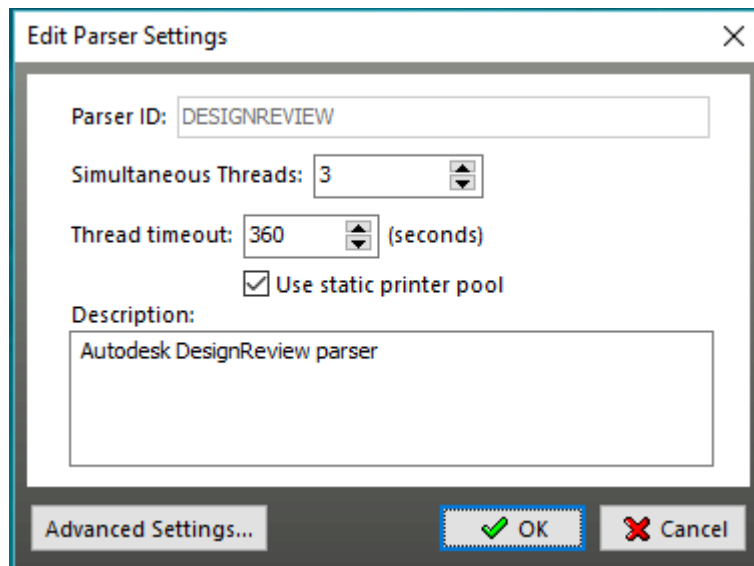 Edit Parser Settings
Parser ID: DESIGNREVIEW
Simultaneous Threads: 3
Thread timeout: 360 (seconds)
Use static printer pool
Description:
Autodesk DesignReview parser
Advanced Settings... OK Cancel